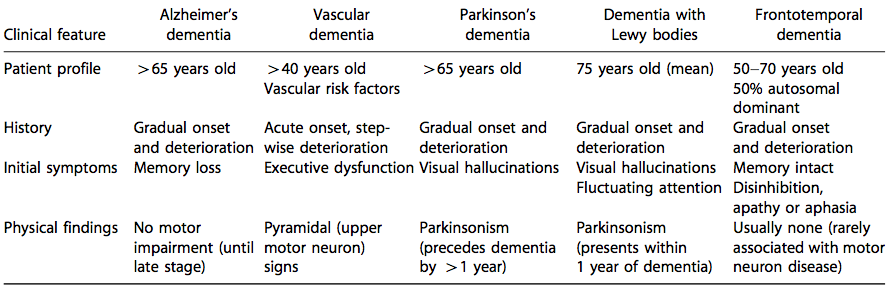 Clinical feature Alzheimer's dementia Vascular dementia Parkinson's dementia Dementia with Lewy bodies Frontotemporal dementia
Patient profile >65 years old >40 years old Vascular risk factors >65 years old 75 years old (mean) 50–70 years old 50% autosomal dominant
History Gradual onset and deterioration Acute onset, step-wise deterioration Gradual onset and deterioration Gradual onset and deterioration Gradual onset and deterioration
Initial symptoms Memory loss Executive dysfunction Visual hallucinations Visual hallucinations Fluctuating attention Memory intact Disinhibition, apathy or aphasia
Physical findings No motor impairment (until late stage) Pyramidal (upper motor neuron) signs Parkinsonism (precedes dementia by >1 year) Parkinsonism (presents within 1 year of dementia) Usually none (rarely associated with motor neuron disease)